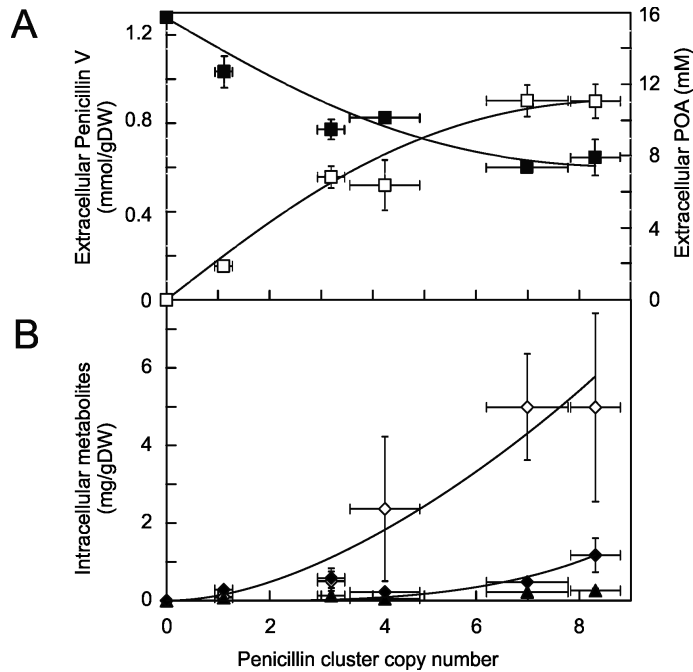 A
Extracellular Penicillin V
(mmol/gDW)
1.2
0.8
0.4
0
16
12
8
4
0
Extracellular POA (mM)
B
Intracellular metabolites
(mg/gDW)
6
4
2
0
0 2 4 6 8
Penicillin cluster copy number